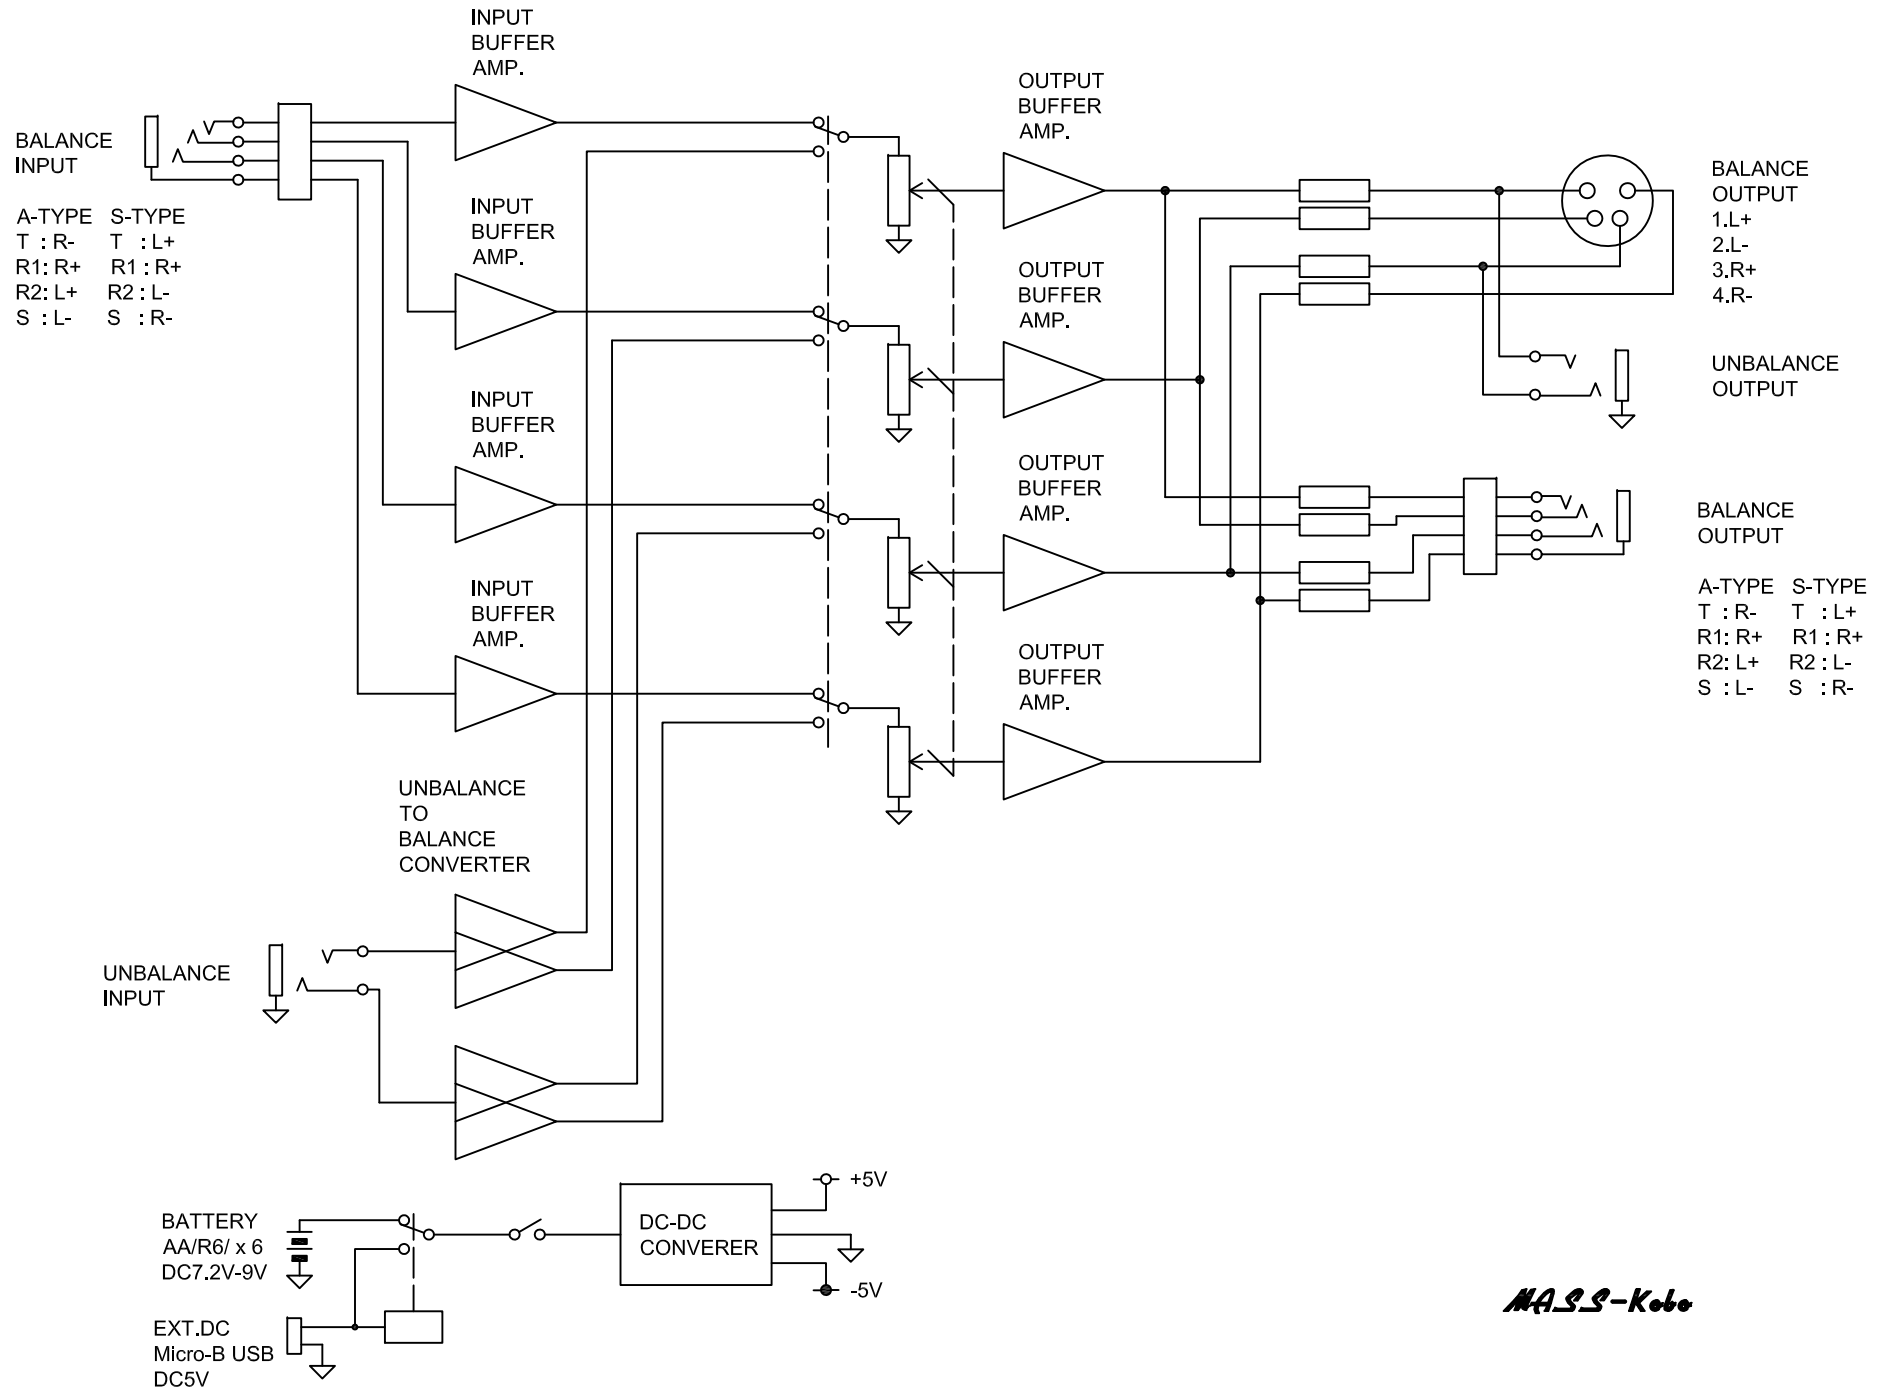 INPUT
BUFFER
AMP.
OUTPUT
BUFFER
AMP.
BALANCE
INPUT
A-TYPE S-TYPE
T : R- T : L+
R1: R+ R1 : R+
R2: L+ R2 : L-
S : L- S : R-
INPUT
BUFFER
AMP.
OUTPUT
BUFFER
AMP.
BALANCE
OUTPUT
1.L+
2.L-
3.R+
4.R-
UNBALANCE
OUTPUT
INPUT
BUFFER
AMP.
OUTPUT
BUFFER
AMP.
BALANCE
OUTPUT
A-TYPE S-TYPE
T : R- T : L+
R1: R+ R1 : R+
R2: L+ R2 : L-
S : L- S : R-
INPUT
BUFFER
AMP.
OUTPUT
BUFFER
AMP.
UNBALANCE
TO
BALANCE
CONVERTER
UNBALANCE
INPUT
BATTERY
AA/R6/ x 6
DC7.2V-9V
DC-DC
CONVERER
+5V
-5V
EXT.DC
Micro-B USB
DC5V
MASS-Kobo